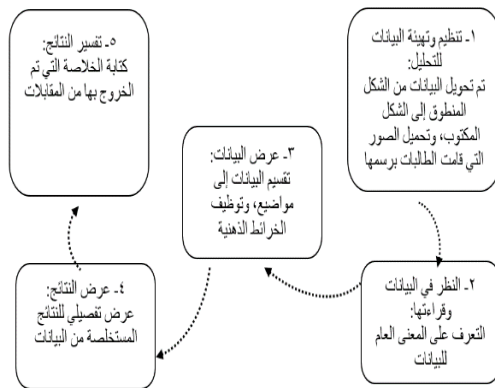 ١- تنظيم وتهيئة البيانات
للتحليل:
تم تحويل البيانات من الشكل
المنطوق إلى الشكل
المكتوب، وتحميل الصور
التي قامت الطالبات برسمها
٢- النظر في البيانات
وقراءتها:
التعرف على المعنى العام
للبيانات
٣- عرض البيانات:
تقسيم البيانات إلى
مواضيع، وتوظيف
الخرائط الذهنية
٤- عرض النتائج:
عرض تفصيلي للنتائج
المستخلصة من البيانات
٥- تفسير النتائج:
كتابة الخلاصة التي تم
الخروج بها من المقابلات